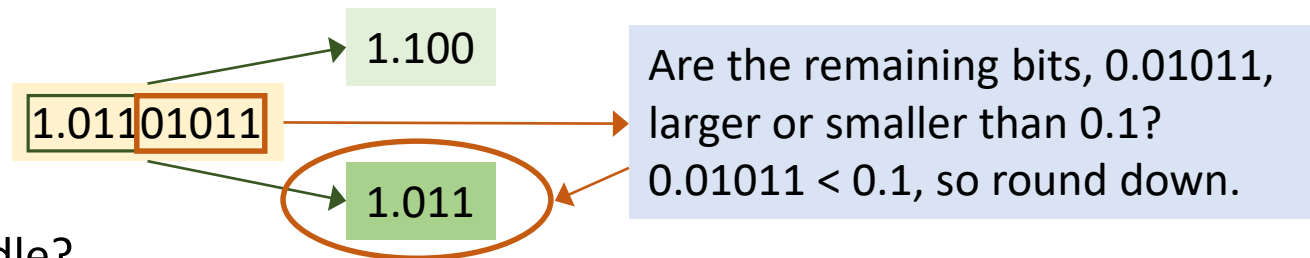 1.100
1.01101011
Are the remaining bits, 0.01011,
larger or smaller than 0.1?
0.01011 < 0.1, so round down.
1.011